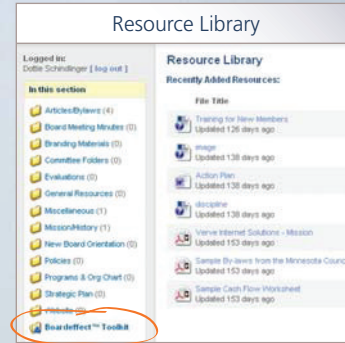 Resource Library
Logged in:
Dottie Schindlinger [ log out ]
In this section
Articles/Bylaws (4)
Board Meeting Minutes (0)
Branding Materials (0)
Committee Folders (0)
Evaluations (0)
General Resources (0)
Miscellaneous (1)
Mission/History (1)
New Board Orientation (0)
Policies (0)
Programs & Org Chart (0)
Strategic Plan (0)
Website (0)
Boardeffect™ Toolkit
Resource Library
Recently Added Resources:
File Title
Training for New Members
Updated 126 days ago
image
Updated 138 days ago
Action Plan
Updated 138 days ago
discipline
Updated 138 days ago
Verve Internet Solutions - Mission
Updated 153 days ago
Sample By-laws from the Minnesota Counc
Updated 153 days ago
Sample Cash Flow Worksheet
Updated 153 days ago